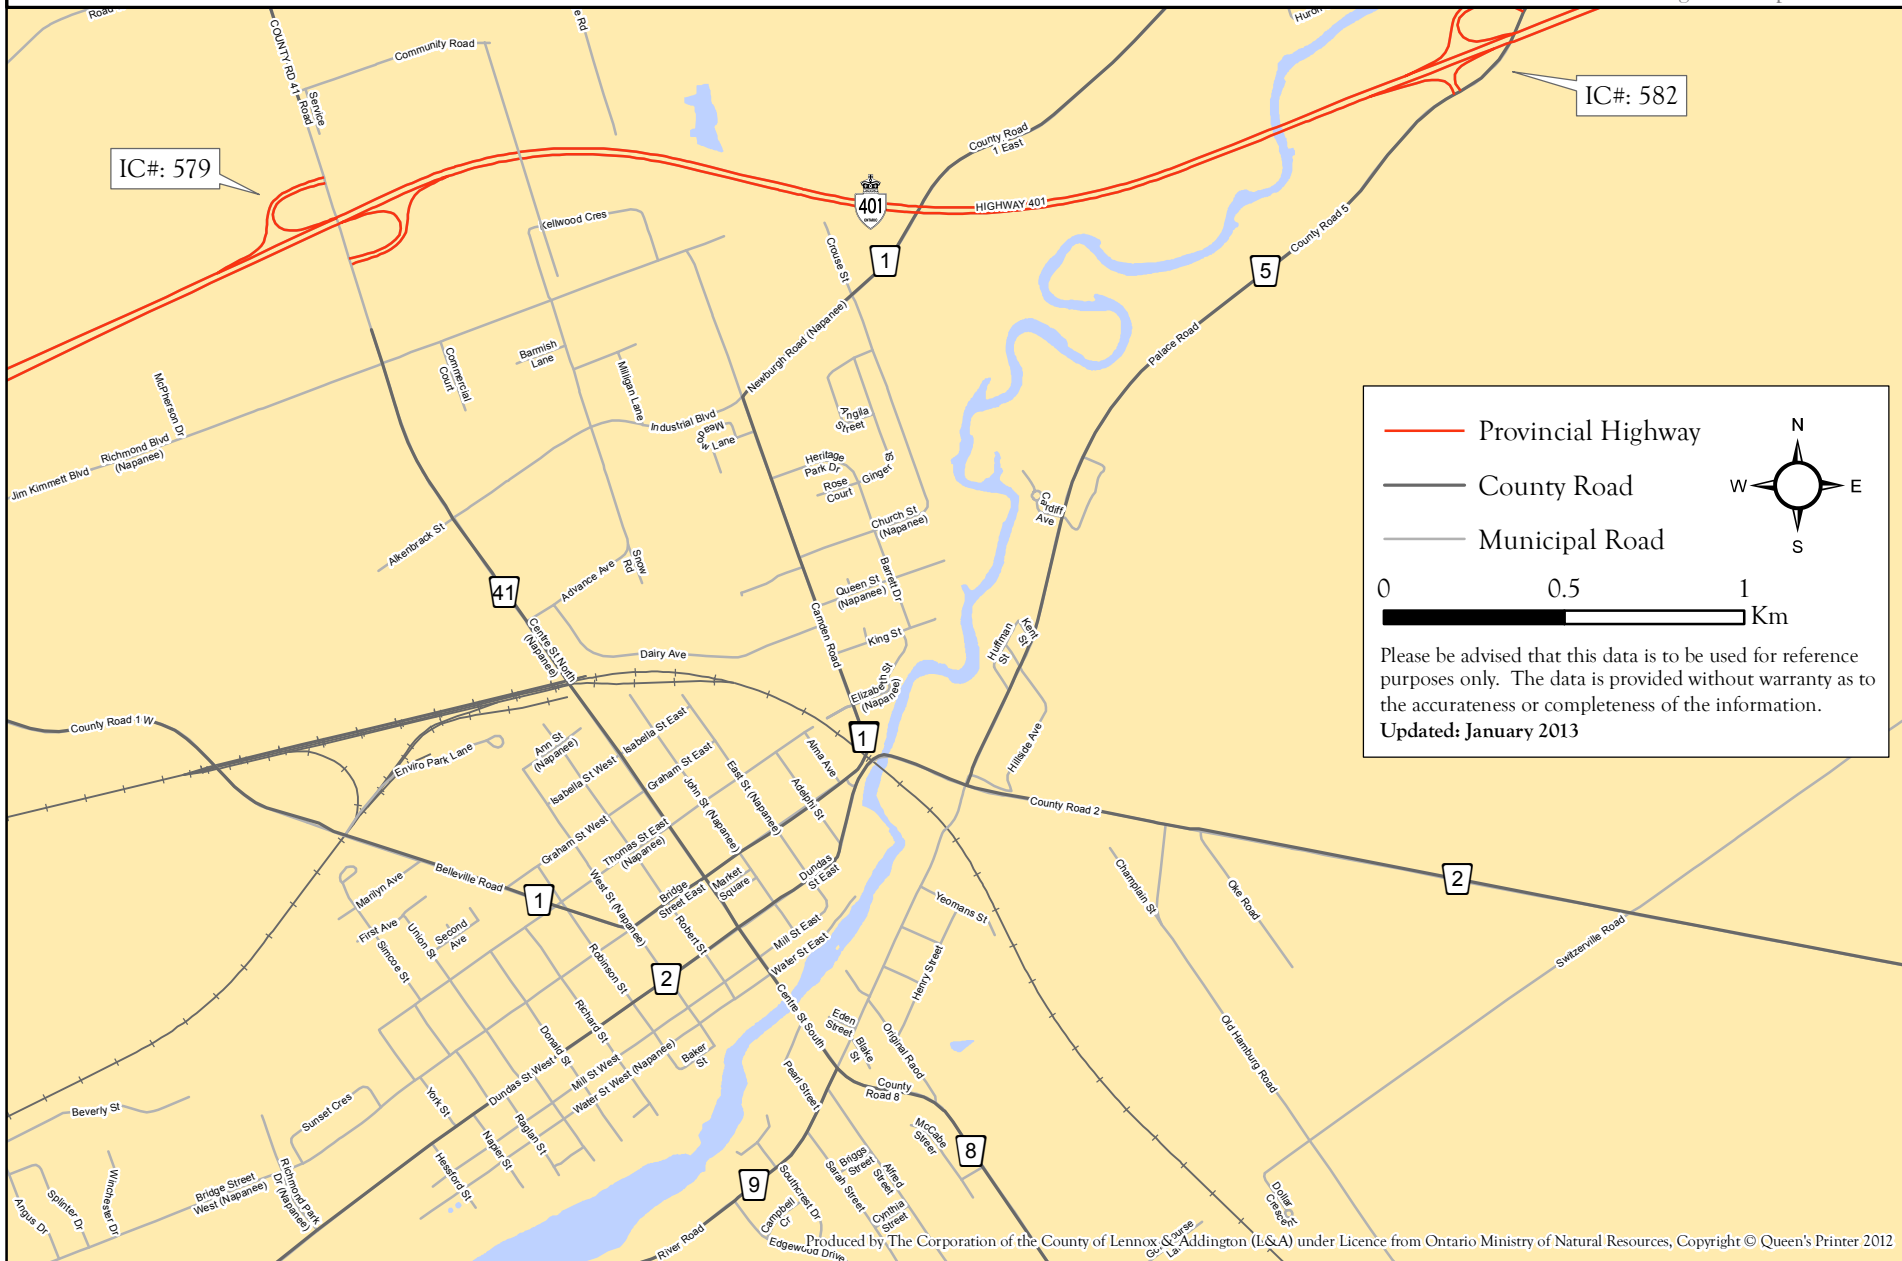 Road
COUNTY RD 41 Road
Service
Community Road
e Rd
Huron
IC#: 579
IC#: 582
County Road
1 East
401
ONTARIO
HIGHWAY 401
Kellwood Cres
Crouse St
1
County Road 5
5
Newburgh Road (Napanee)
Palace Road
McPherson Dr
Commercial
Court
Barmish
Lane
Milligan Lane
Industrial Blvd
Meadow Lane
Angila
Street
Richmond Blvd
(Napanee)
Jim Kimmett Blvd
Heritage
Park Dr
Rose
Court
Ginger St
Church St
(Napanee)
Cardiff
Ave
Alkenbrack St
Snow
Rd
Advance Ave
41
Queen St
(Napanee)
Barrett Dr
Camden Road
King St
Centre St North
(Napanee)
Dairy Ave
Elizabeth St
(Napanee)
Huffman
St
Kent
St
Hillside Ave
County Road 1 W
Enviro Park Lane
Ann St
(Napanee)
Isabella St East
Isabella St West
Graham St East
East St (Napanee)
John St (Napanee)
Alma Ave
Adelphi St
1
County Road 2
Graham St West
Thomas St East
(Napanee)
Belleville Road
1
Marilyn Ave
First Ave
Union St
Second
Ave
Simcoe St
West St (Napanee)
Bridge
Street East
Market
Square
Dundas
St East
Robert St
Robinson St
2
Mill St East
Water St East
Yeomans St
Henry Street
Champlain St
Oke Road
2
Switzerville Road
Old Hamburg Road
Centre St South
Eden
Street
Blake
St
Original Raod
County
Road 8
Pearl Street
McCabe
Streer
8
Richard St
Donald St
Dundas St West
Mill St West
Water St West (Napanee)
Baker
St
York St
Raglan St
Napier St
Hessford St
Beverly St
Sunset Cres
Bridge Street
West (Napanee)
Richmond Park
Dr (Napanee)
Winchester Dr
Splinter Dr
Angus Dr
9
River Road
Southcrest Dr
Campbell
Cr
Edgewood Drive
Briggs
Street
Sarah Street
Alfred
Street
Cynthia
Street
Dollar
Crescent
Provincial Highway
County Road
Municipal Road
N
W
E
S
0 0.5 1
Km
Please be advised that this data is to be used for reference
purposes only. The data is provided without warranty as to
the accurateness or completeness of the information.
Updated: January 2013
Produced by The Corporation of the County of Lennox & Addington (L&A) under Licence from Ontario Ministry of Natural Resources, Copyright © Queen's Printer 2012